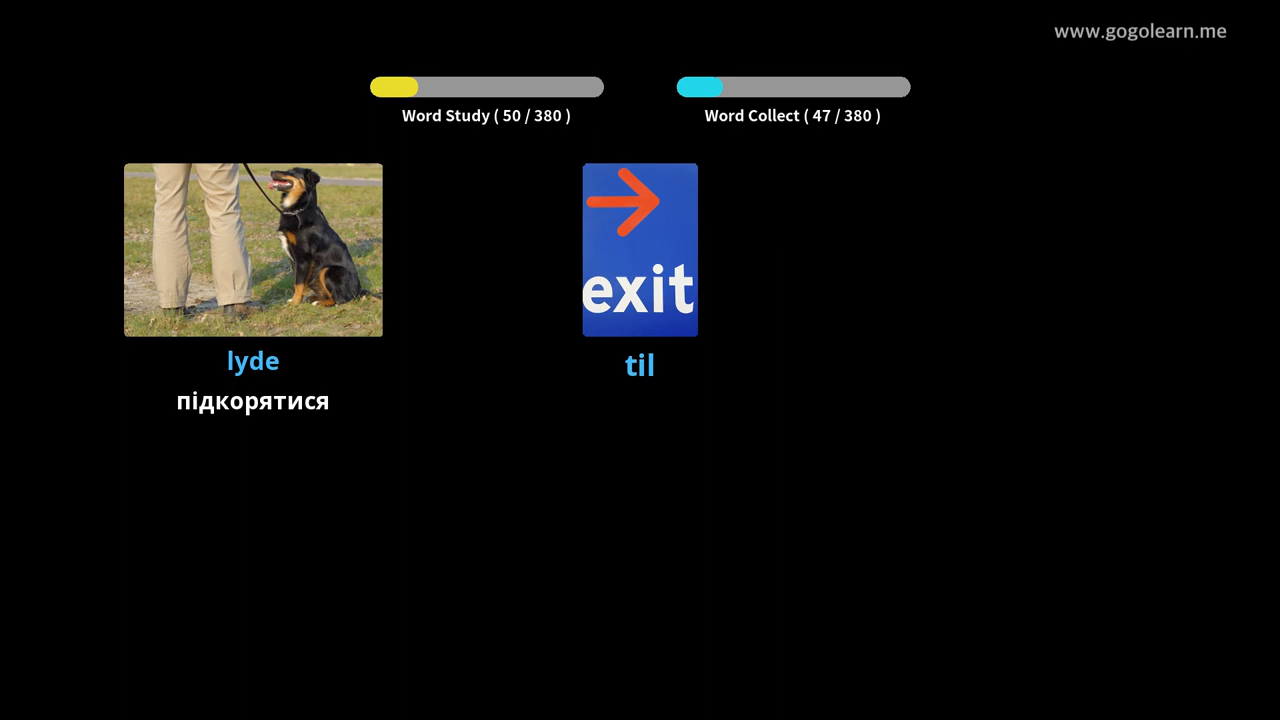 www.gogolearn.me
Word Study ( 50 / 380 )
Word Collect ( 47 / 380 )
exit
lyde
til
підкорятися